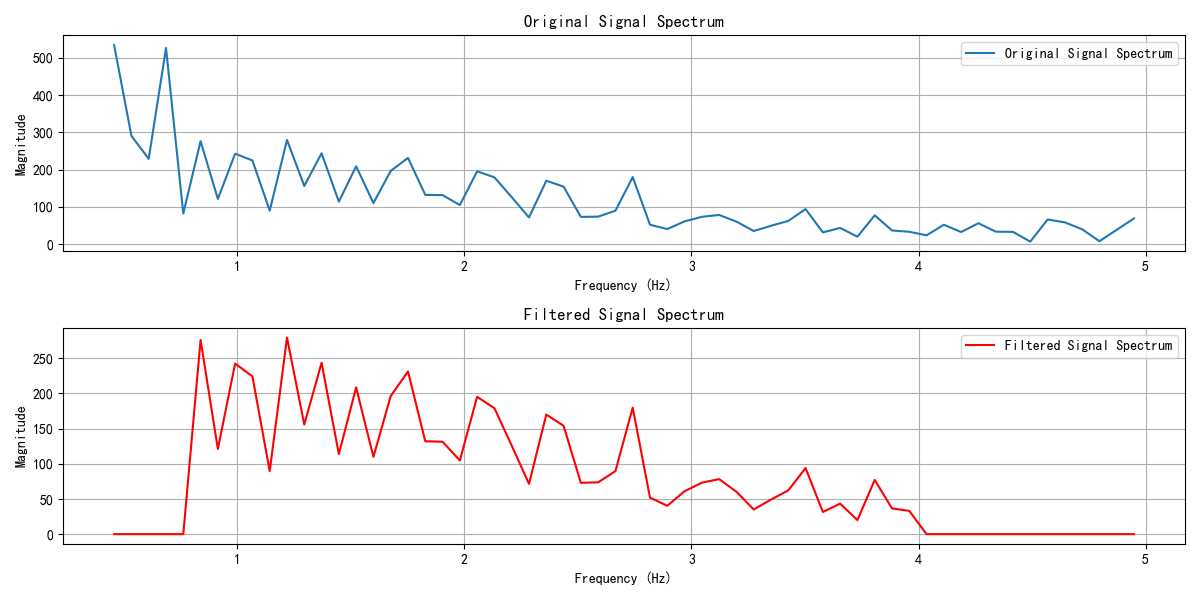 Original Signal Spectrum
Original Signal Spectrum
500
400
300
200
100
0
Magnitude
1 2 3 4 5
Frequency (Hz)
Filtered Signal Spectrum
Filtered Signal Spectrum
250
200
150
100
50
0
Magnitude
1 2 3 4 5
Frequency (Hz)